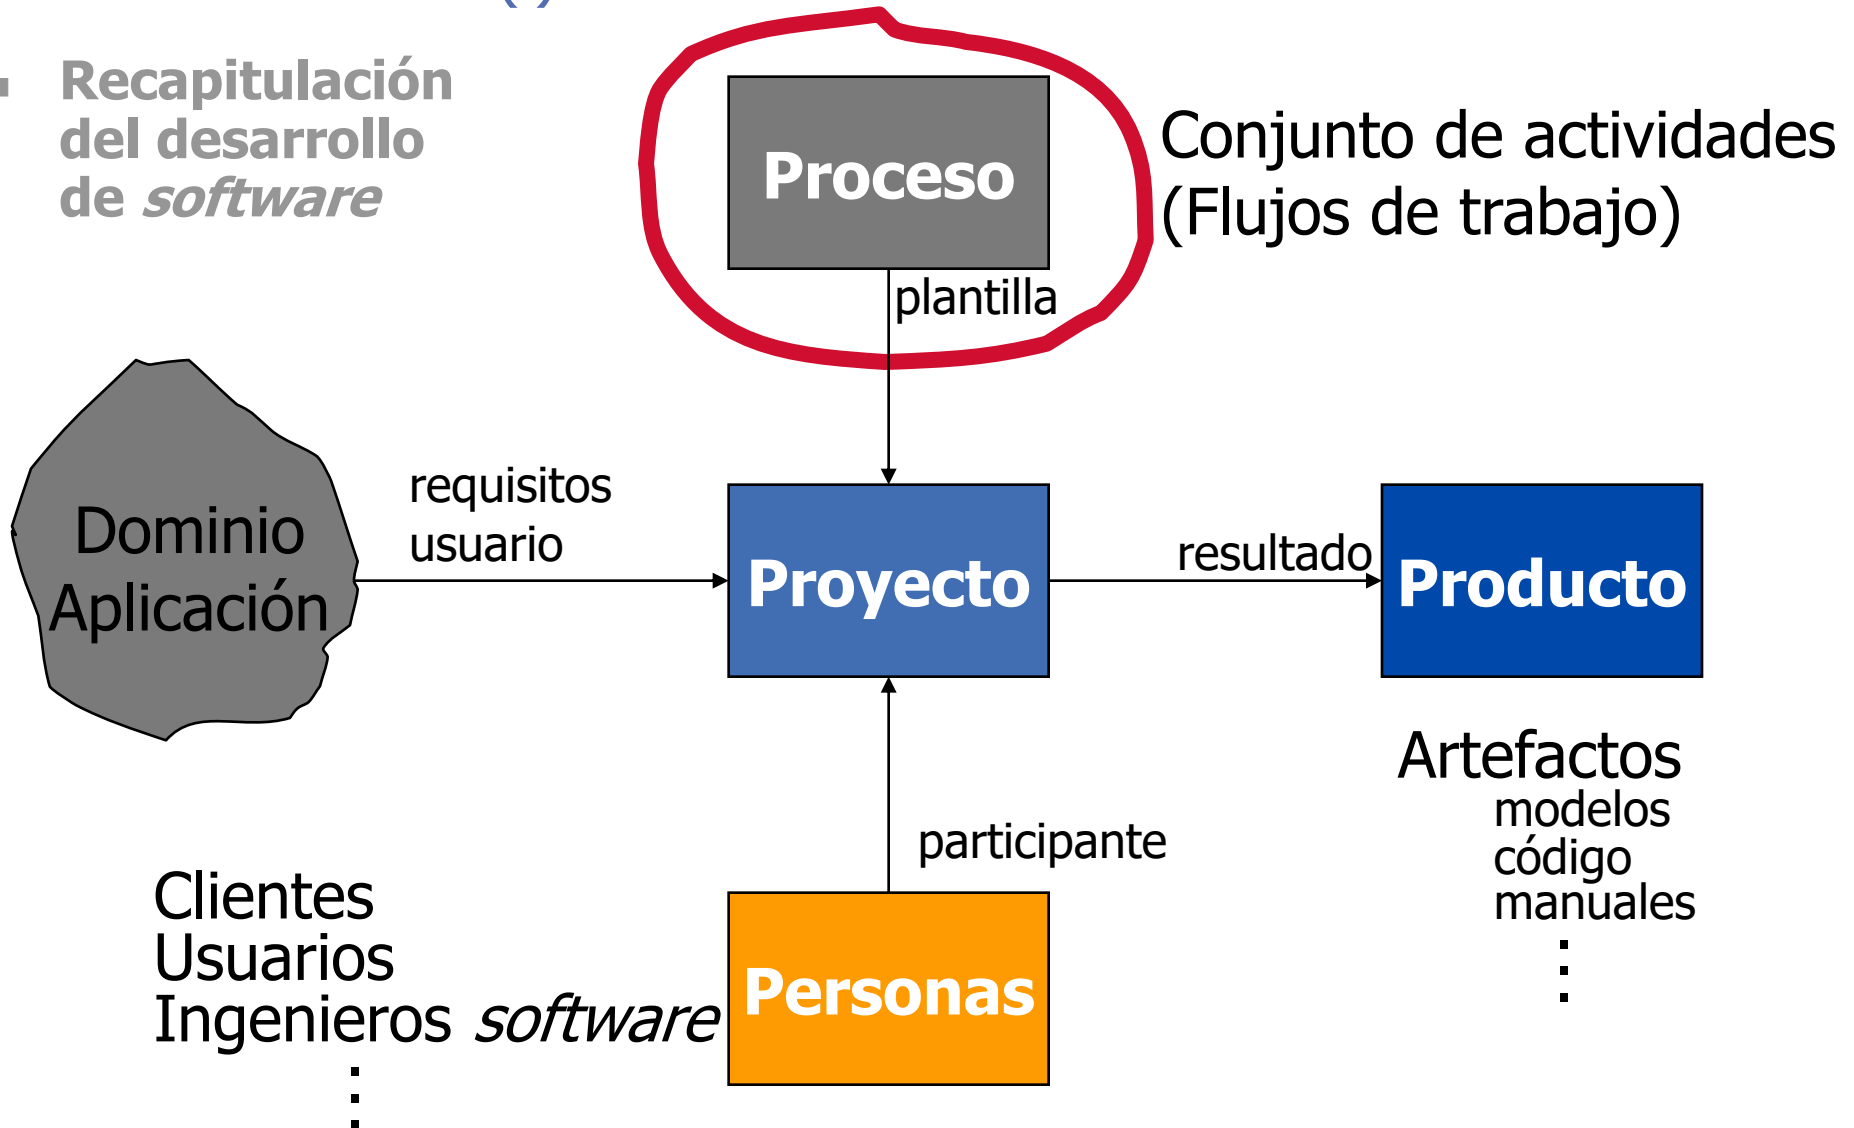 Recapitulación
del desarrollo
de software
Proceso
Conjunto de actividades
(Flujos de trabajo)
plantilla
Dominio
Aplicación
requisitos
usuario
Proyecto
resultado
Producto
Artefactos
modelos
código
manuales
participante
Clientes
Usuarios
Ingenieros software
Personas